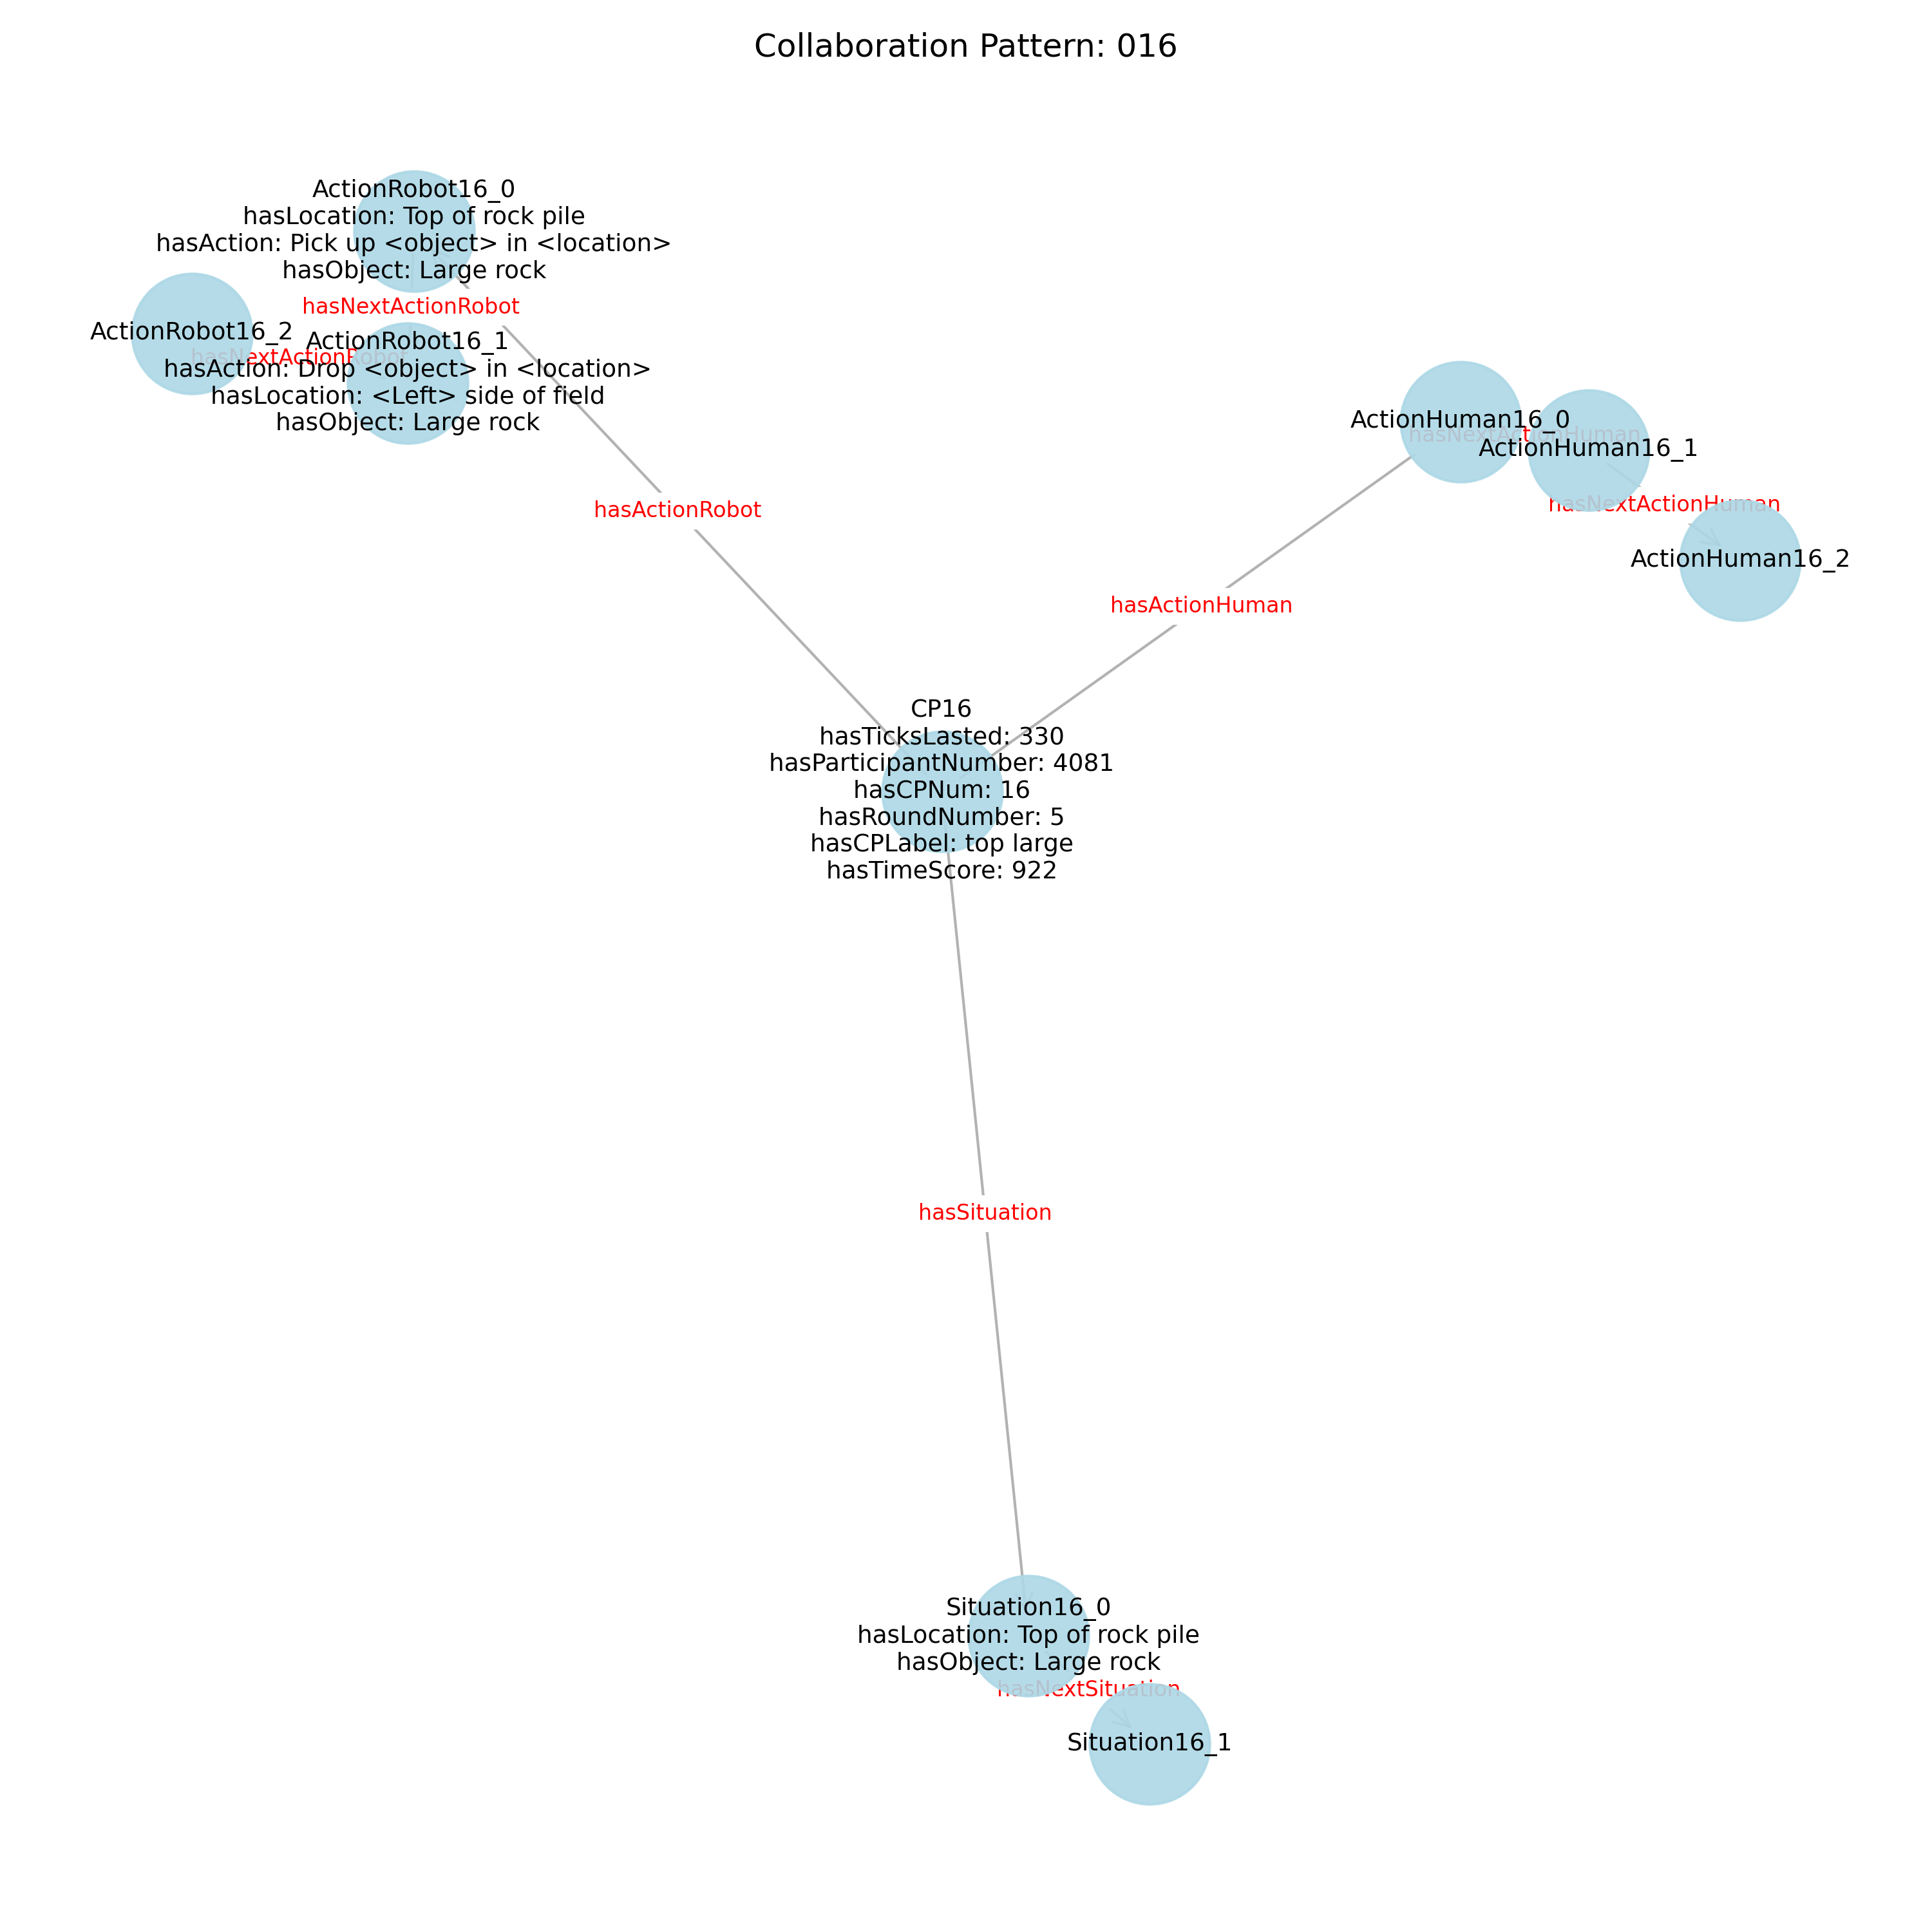 Collaboration Pattern: 016
ActionRobot16_0
hasLocation: Top of rock pile
hasAction: Pick up <object> in <location>
hasObject: Large rock
hasNextActionRobot
ActionRobot16_2
hasNextActionRobot
ActionRobot16_1
hasAction: Drop <object> in <location>
hasLocation: <Left> side of field
hasObject: Large rock
ActionHuman16_0
hasNextActionHuman
ActionHuman16_1
hasNextActionHuman
ActionHuman16_2
hasActionRobot
hasActionHuman
CP16
hasTicksLasted: 330
hasParticipantNumber: 4081
hasCPNum: 16
hasRoundNumber: 5
hasCPLabel: top large
hasTimeScore: 922
hasSituation
Situation16_0
hasLocation: Top of rock pile
hasObject: Large rock
hasNextSituation
Situation16_1